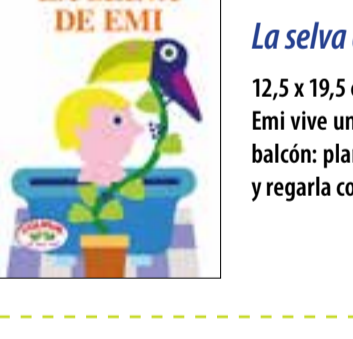 DE EMI
La selva
12,5 x 19,5
Emi vive un
balcón: pla
y regarla co